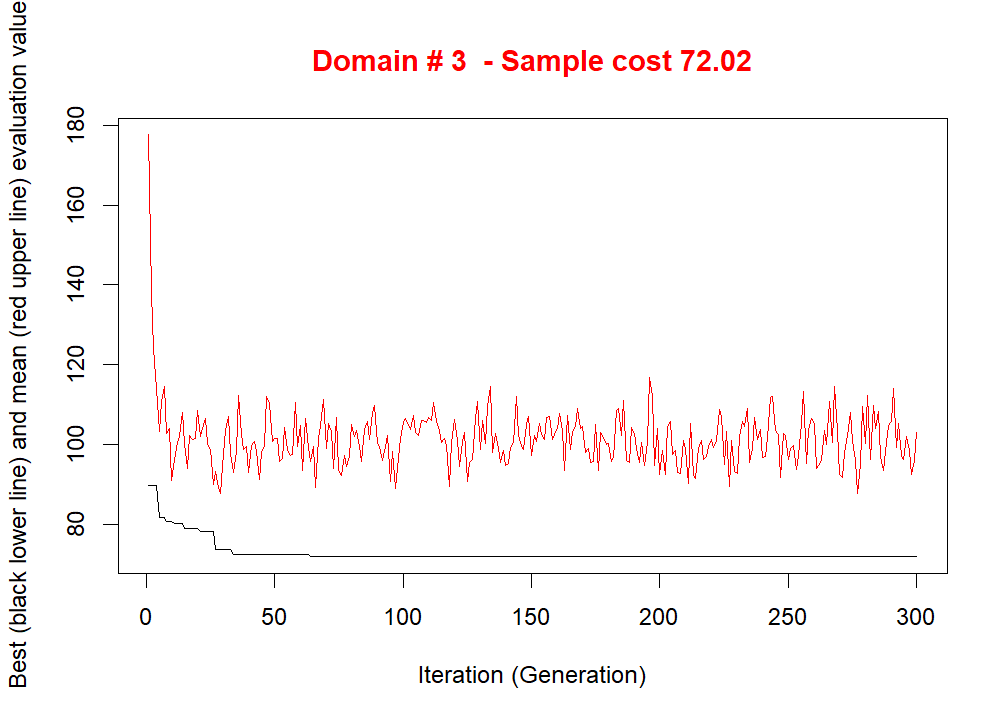 Domain # 3  - Sample cost 72.02
Best (black lower line) and mean (red upper line) evaluation value
180
160
140
120
100
80
0 50 100 150 200 250 300
Iteration (Generation)